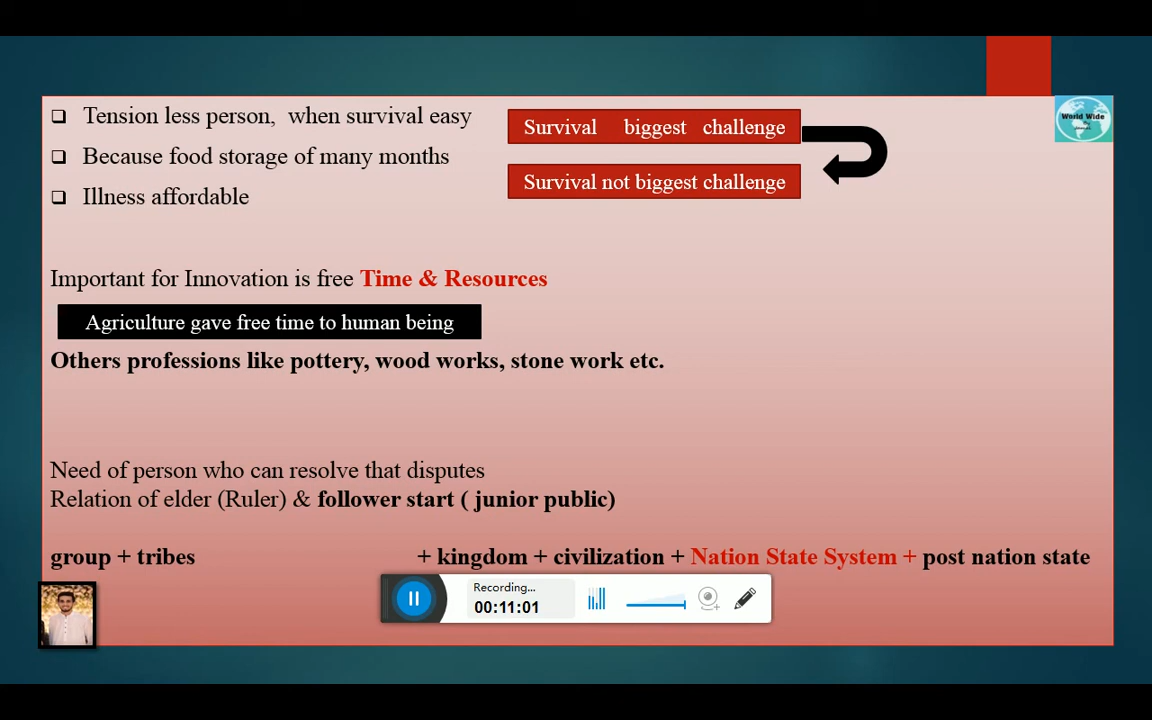 Tension less person, when survival easy
Because food storage of many months
Illness affordable
Survival biggest challenge
Survival not biggest challenge
World Wide
Important for Innovation is free Time & Resources
Agriculture gave free time to human being
Others professions like pottery, wood works, stone work etc.
Need of person who can resolve that disputes
Relation of elder (Ruler) & follower start ( junior public)
group + tribes + kingdom + civilization + Nation State System + post nation state
Recording...
00:11:01